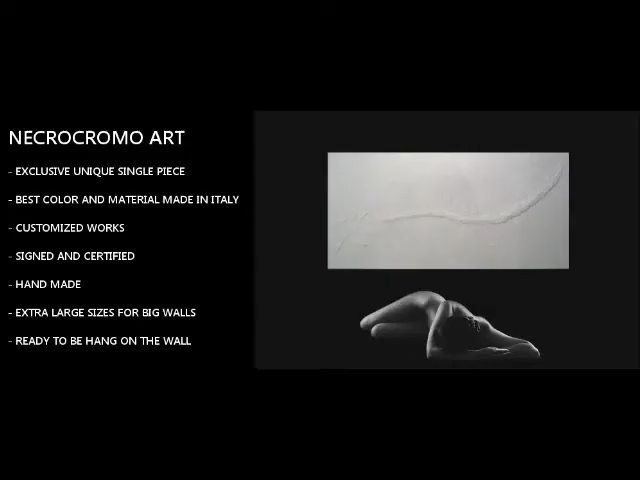 NECROCROMO ART
- EXCLUSIVE UNIQUE SINGLE PIECE
- BEST COLOR AND MATERIAL MADE IN ITALY
- CUSTOMIZED WORKS
- SIGNED AND CERTIFIED
- HAND MADE
- EXTRA LARGE SIZES FOR BIG WALLS
- READY TO BE HANG ON THE WALL